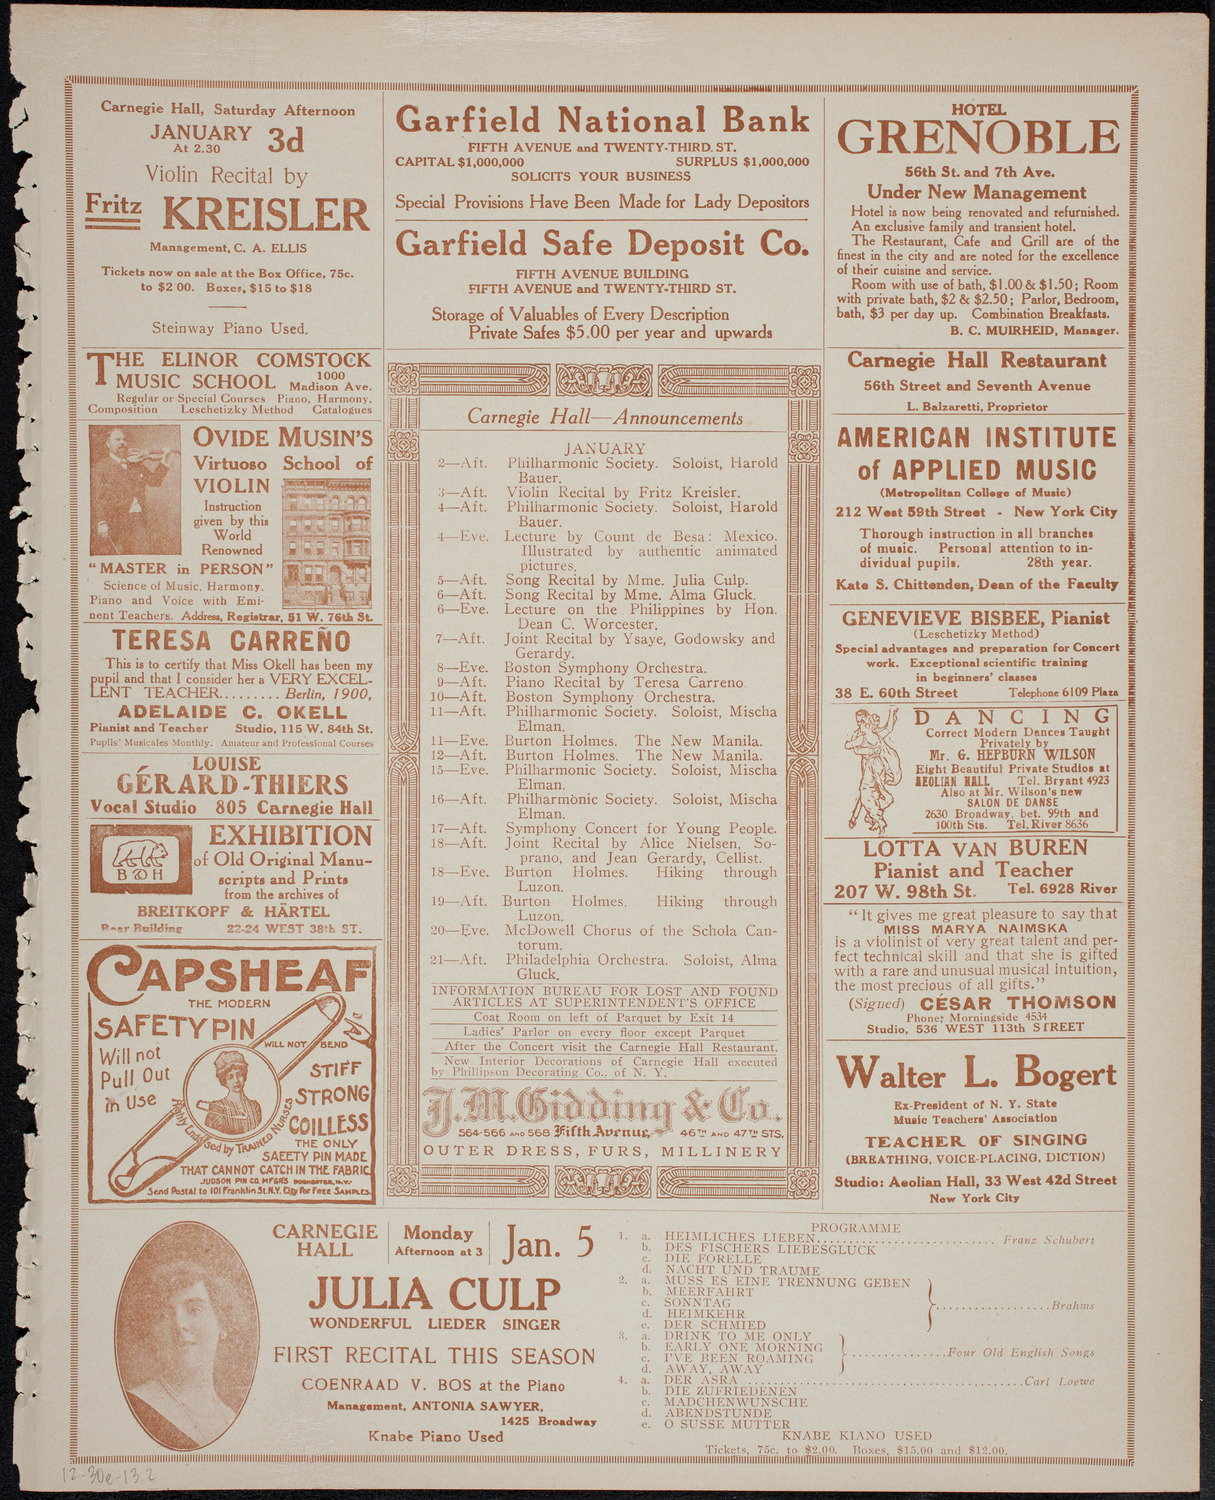 Carnegie Hall, Saturday Afternoon
JANUARY 3d
At 2.30
Violin Recital by
Fritz KREISLER
Management, C. A. ELLIS
Tickets now on sale at the Box Office, 75c.
to $2 00. Boxes, $15 to $18
Steinway Piano Used.
THE ELINOR COMSTOCK
MUSIC SCHOOL 1000
Madison Ave.
Regular or Special Courses Piano, Harmony,
Composition Leschetizky Method Catalogues
OVIDE MUSIN'S
Virtuoso School of
VIOLIN
Instruction
given by this
World
Renowned
"MASTER in PERSON"
Science of Music, Harmony,
Piano and Voice with Emi-
nent Teachers. Address, Registrar, 51 W. 76th St.
TERESA CARREÑO
This is to certify that Miss Okell has been my
pupil and that I consider her a VERY EXCEL-
LENT TEACHER......... Berlin, 1900,
ADELAIDE C. OKELL
Pianist and Teacher Studio, 115 W. 84th St.
Pupils' Musicales Monthly. Amateur and Professional Courses
LOUISE
GÉRARD-THIERS
Vocal Studio 805 Carnegie Hall
B & H
EXHIBITION
of Old Original Manu-
scripts and Prints
from the archives of
BREITKOPF & HÄRTEL
Bear Building 22-24 WEST 38th ST.
CAPSHEAF
THE MODERN
SAFETY PIN
WILL NOT BEND
Will not
Pull Out
in Use
STIFF
STRONG
COILLESS
Highly Endorsed by TRAINED NURSES
THE ONLY
SAFETY PIN MADE
THAT CANNOT CATCH IN THE FABRIC.
JUDSON PIN CO. MFGRS ROCHESTER, N.Y.
Send Postal to 101 Franklin St. N.Y. City for FREE SAMPLES.
Garfield National Bank
FIFTH AVENUE and TWENTY-THIRD. ST.
CAPITAL $1,000,000 SURPLUS $1,000,000
SOLICITS YOUR BUSINESS
Special Provisions Have Been Made for Lady Depositors
Garfield Safe Deposit Co.
FIFTH AVENUE BUILDING
FIFTH AVENUE and TWENTY-THIRD ST.
Storage of Valuables of Every Description
Private Safes $5.00 per year and upwards
Carnegie Hall—Announcements
JANUARY
2—Aft. Philharmonic Society. Soloist, Harold
Bauer.
3—Aft. Violin Recital by Fritz Kreisler.
4—Aft. Philharmonic Society. Soloist, Harold
Bauer.
4—Eve. Lecture by Count de Besa: Mexico.
Illustrated by authentic animated
pictures.
5—Aft. Song Recital by Mme. Julia Culp.
6—Aft. Song Recital by Mme. Alma Gluck.
6—Eve. Lecture on the Philippines by Hon.
Dean C. Worcester.
7—Aft. Joint Recital by Ysaye, Godowsky and
Gerardy.
8—Eve. Boston Symphony Orchestra.
9—Aft. Piano Recital by Teresa Carreno.
10—Aft. Boston Symphony Orchestra.
11—Aft. Philharmonic Society. Soloist, Mischa
Elman.
11—Eve. Burton Holmes. The New Manila.
12—Aft. Burton Holmes. The New Manila.
15—Eve. Philharmonic Society. Soloist, Mischa
Elman.
16—Aft. Philharmonic Society. Soloist, Mischa
Elman.
17—Aft. Symphony Concert for Young People.
18—Aft. Joint Recital by Alice Nielsen, So-
prano, and Jean Gerardy, Cellist.
18—Eve. Burton Holmes. Hiking through
Luzon.
19—Aft. Burton Holmes. Hiking through
Luzon.
20—Eve. McDowell Chorus of the Schola Can-
torum.
21—Aft. Philadelphia Orchestra. Soloist, Alma
Gluck.
INFORMATION BUREAU FOR LOST AND FOUND
ARTICLES AT SUPERINTENDENT'S OFFICE
Coat Room on left of Parquet by Exit 14
Ladies' Parlor on every floor except Parquet
After the Concert visit the Carnegie Hall Restaurant.
New Interior Decorations of Carnegie Hall executed
by Phillipson Decorating Co., of N. Y.
J. M. Gidding & Co.
564-566 AND 568 Fifth Avenue, 46TH AND 47TH STS.
OUTER DRESS, FURS, MILLINERY
HOTEL
GRENOBLE
56th St. and 7th Ave.
Under New Management
Hotel is now being renovated and refurnished.
An exclusive family and transient hotel.
The Restaurant, Cafe and Grill are of the
finest in the city and are noted for the excellence
of their cuisine and service.
Room with use of bath, $1.00 & $1.50; Room
with private bath, $2 & $2.50; Parlor, Bedroom,
bath, $3 per day up. Combination Breakfasts.
B. C. MUIRHEID, Manager.
Carnegie Hall Restaurant
56th Street and Seventh Avenue
L. Balzaretti, Proprietor
AMERICAN INSTITUTE
of APPLIED MUSIC
(Metropolitan College of Music)
212 West 59th Street - New York City
Thorough instruction in all branches
of music. Personal attention to in-
dividual pupils. 28th year.
Kate S. Chittenden, Dean of the Faculty
GENEVIEVE BISBEE, Pianist
(Leschetizky Method)
Special advantages and preparation for Concert
work. Exceptional scientific training
in beginners' classes
38 E. 60th Street Telephone 6109 Plaza
DANCING
Correct Modern Dances Taught
Privately by
Mr. G. HEPBURN WILSON
Eight Beautiful Private Studios at
AEOLIAN HALL Tel. Bryant 4923
Also at Mr. Wilson's new
SALON DE DANSE
2630 Broadway, bet. 99th and
100th Sts. Tel. River 8636
LOTTA VAN BUREN
Pianist and Teacher
207 W. 98th St. Tel. 6928 River
"It gives me great pleasure to say that
MISS MARYA NAIMSKA
is a violinist of very great talent and per-
fect technical skill and that she is gifted
with a rare and unusual musical intuition,
the most precious of all gifts."
(Signed) CÉSAR THOMSON
Phone: Morningside 4534
Studio, 536 WEST 113th STREET
Walter L. Bogert
Ex-President of N. Y. State
Music Teachers' Association
TEACHER OF SINGING
(BREATHING, VOICE-PLACING, DICTION)
Studio: Aeolian Hall, 33 West 42d Street
New York City
CARNEGIE
HALL
Monday
Afternoon at 3
Jan. 5
JULIA CULP
WONDERFUL LIEDER SINGER
FIRST RECITAL THIS SEASON
COENRAAD V. BOS at the Piano
Management, ANTONIA SAWYER,
1425 Broadway
Knabe Piano Used
PROGRAMME
1. a. HEIMLICHES LIEBEN.............. Franz Schubert
b. DES FISCHERS LIEBESGLUCK
c. DIE FORELLE
d. NACHT UND TRAUME
2. a. MUSS ES EINE TRENNUNG GEBEN
b. MEERFAHRT
c. SONNTAG ..................Brahms
d. HEIMKEHR
e. DER SCHMIED
3. a. DRINK TO ME ONLY
b. EARLY ONE MORNING
c. I'VE BEEN ROAMING ...............Four Old English Songs
d. AWAY, AWAY
4. a. DER ASRA ..............Carl Loewe
b. DIE ZUFRIEDENEN
c. MADCHENWUNSCHE
d. ABENDSTUNDE
e. O SUSSE MUTTER
KNABE KIANO USED
Tickets, 75c. to $2.00. Boxes, $15.00 and $12.00.
12-30e-13.2